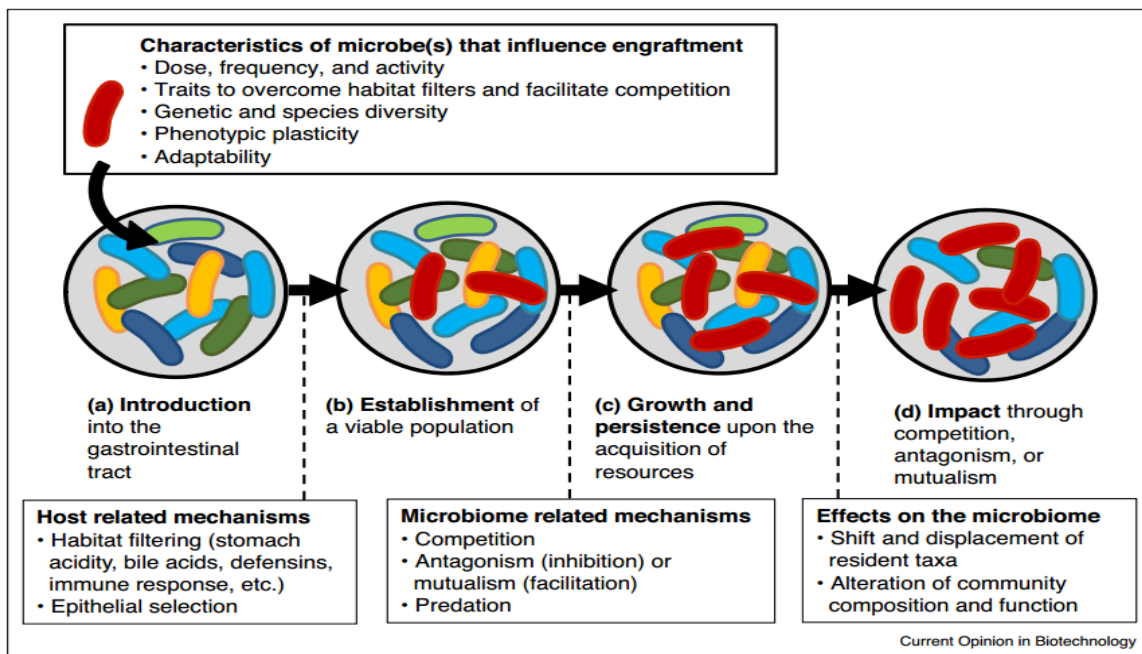 Characteristics of microbe(s) that influence engraftment
• Dose, frequency, and activity
• Traits to overcome habitat filters and facilitate competition
• Genetic and species diversity
• Phenotypic plasticity
• Adaptability
(a) Introduction
into the
gastrointestinal
tract
(b) Establishment of
a viable population
(c) Growth and
persistence upon the
acquisition of
resources
(d) Impact through
competition,
antagonism, or
mutualism
Host related mechanisms
• Habitat filtering (stomach
acidity, bile acids, defensins,
immune response, etc.)
• Epithelial selection
Microbiome related mechanisms
• Competition
• Antagonism (inhibition) or
mutualism (facilitation)
• Predation
Effects on the microbiome
• Shift and displacement of
resident taxa
• Alteration of community
composition and function
Current Opinion in Biotechnology